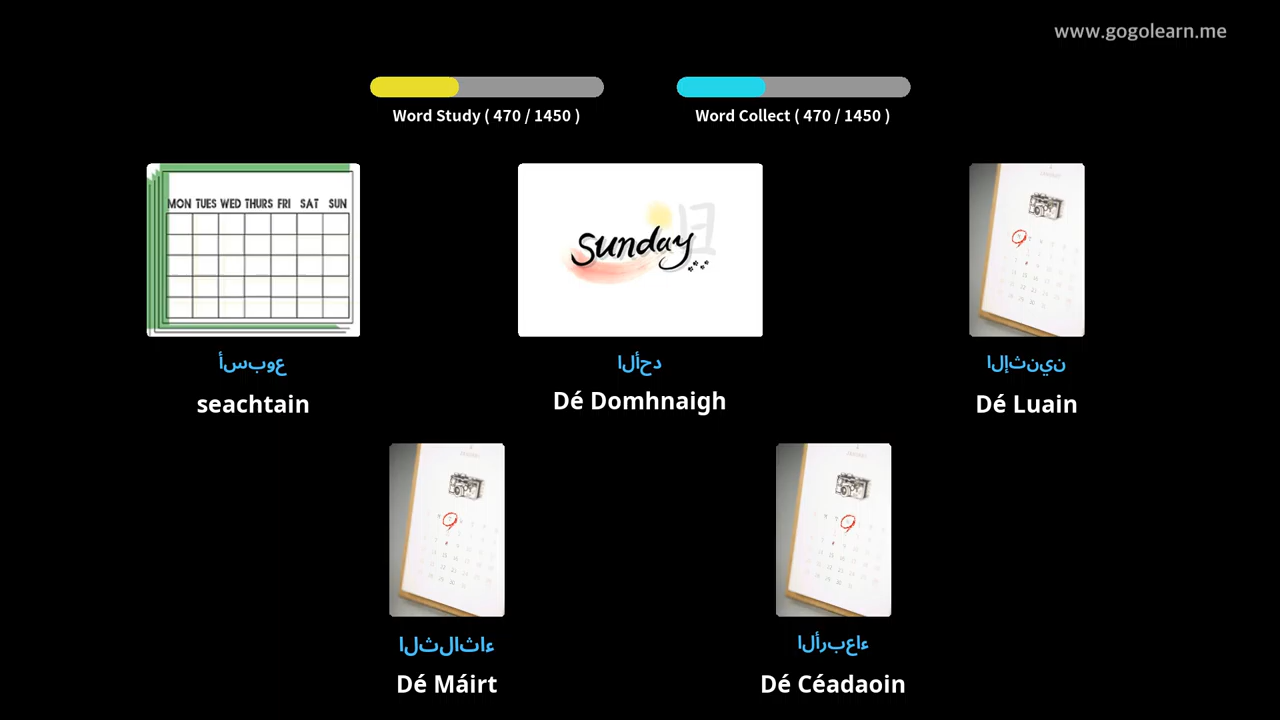 www.gogolearn.me
Word Study ( 470 / 1450 )
Word Collect ( 470 / 1450 )
MON TUES WED THURS FRI SAT SUN
Sunday
أسبوع
الأحد
الإثنين
seachtain
Dé Domhnaigh
Dé Luain
الثلاثاء
الأربعاء
Dé Máirt
Dé Céadaoin